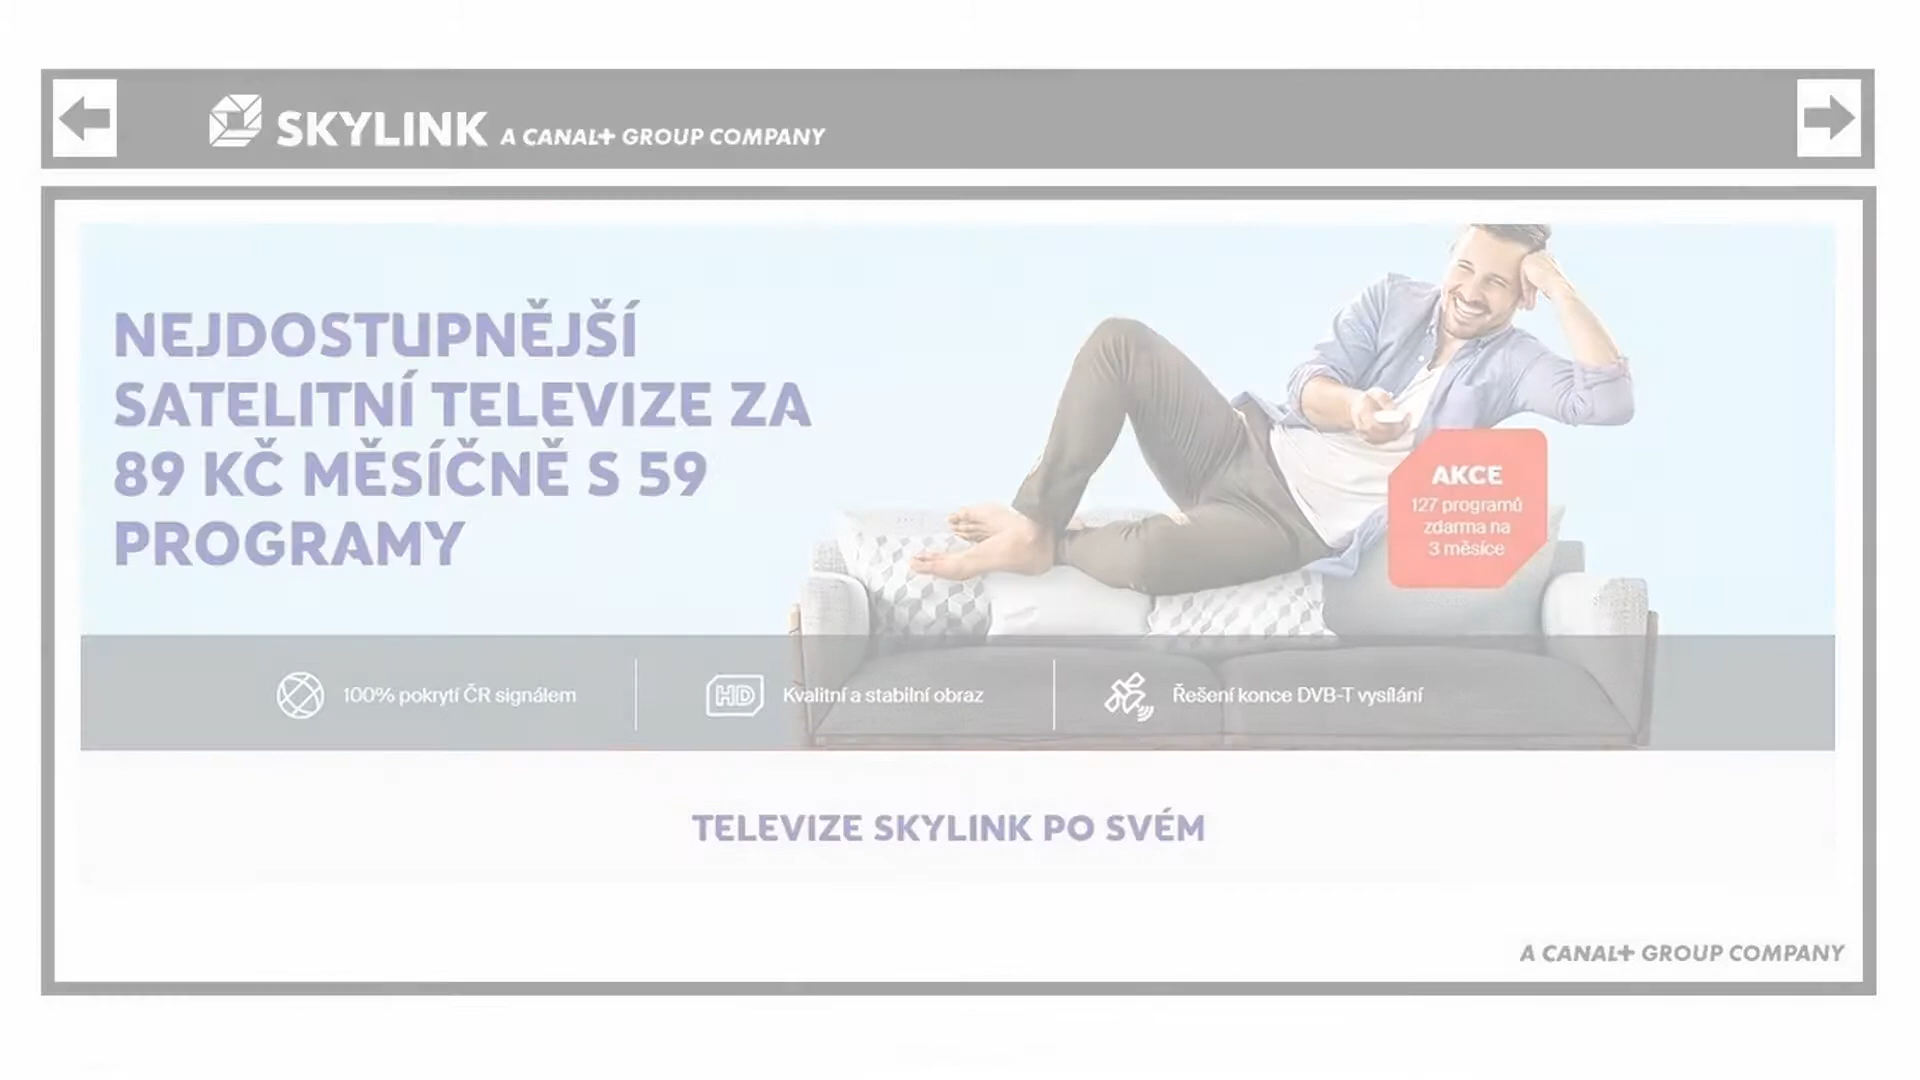 SKYLINK A CANAL+ GROUP COMPANY
NEJDOSTUPNĚJŠÍ
SATELITNÍ TELEVIZE ZA
89 KČ MĚSÍČNĚ S 59
PROGRAMY
AKCE
127 programů
zdarma na
3 měsíce
100% pokrytí ČR signálem
HD
Kvalitní a stabilní obraz
Řešení konce DVB-T vysílání
TELEVIZE SKYLINK PO SVÉM
A CANAL+ GROUP COMPANY